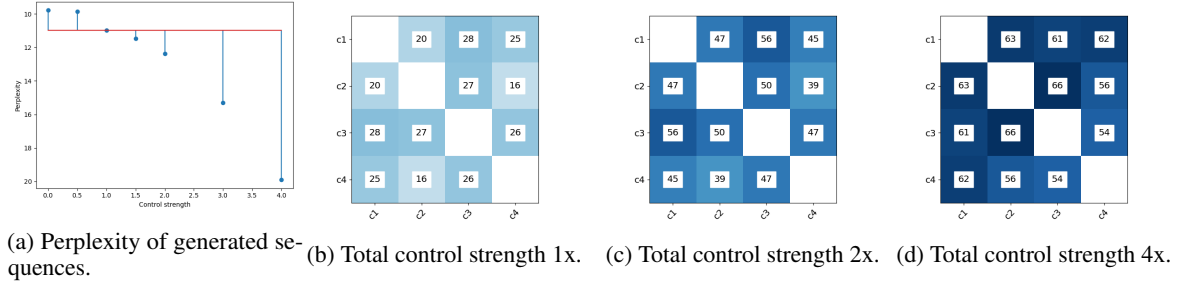 10
12
14
16
18
20
Perplexity
0.0 0.5 1.0 1.5 2.0 2.5 3.0 3.5 4.0
Control strength
(a) Perplexity of generated se-
quences.
c1 20 28 25
c2 20 27 16
c3 28 27 26
c4 25 16 26
c1 c2 c3 c4
(b) Total control strength 1x.
c1 47 56 45
c2 47 50 39
c3 56 50 47
c4 45 39 47
c1 c2 c3 c4
(c) Total control strength 2x.
c1 63 61 62
c2 63 66 56
c3 61 66 54
c4 62 56 54
c1 c2 c3 c4
(d) Total control strength 4x.